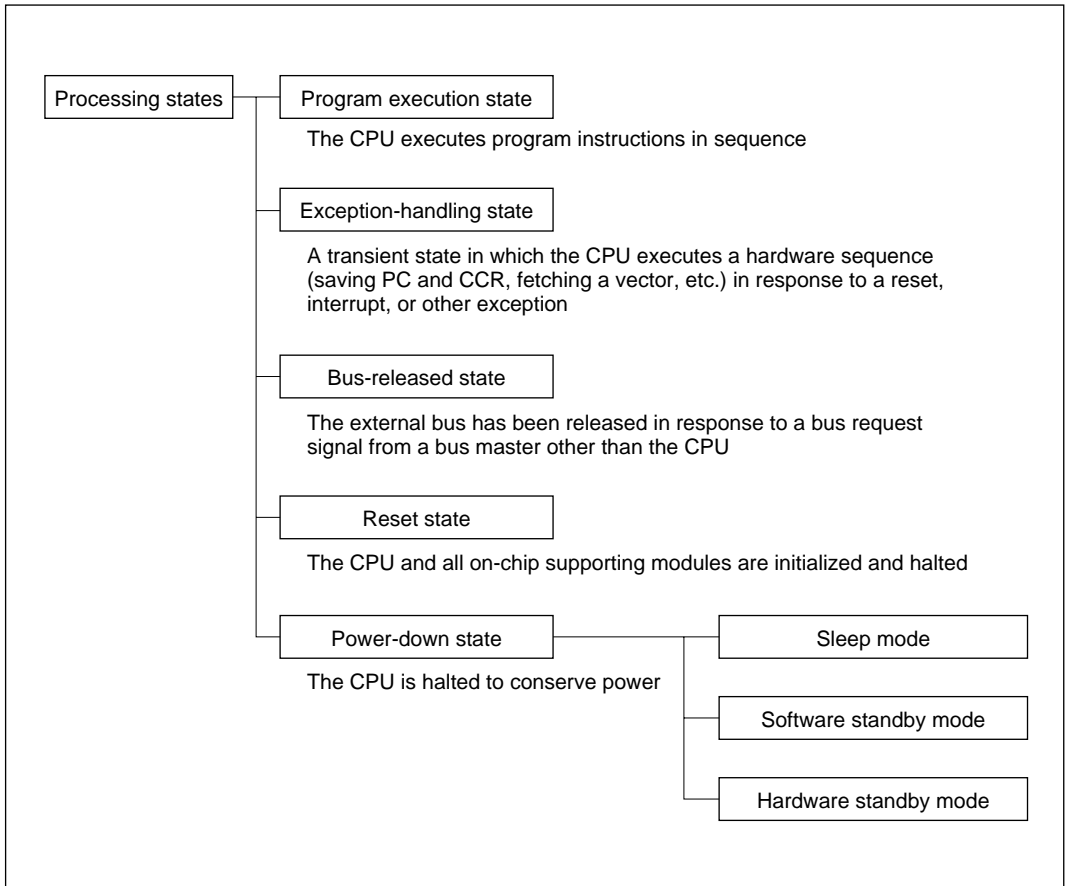 Processing states
Program execution state
The CPU executes program instructions in sequence
Exception-handling state
A transient state in which the CPU executes a hardware sequence
(saving PC and CCR, fetching a vector, etc.) in response to a reset,
interrupt, or other exception
Bus-released state
The external bus has been released in response to a bus request
signal from a bus master other than the CPU
Reset state
The CPU and all on-chip supporting modules are initialized and halted
Power-down state
The CPU is halted to conserve power
Sleep mode
Software standby mode
Hardware standby mode